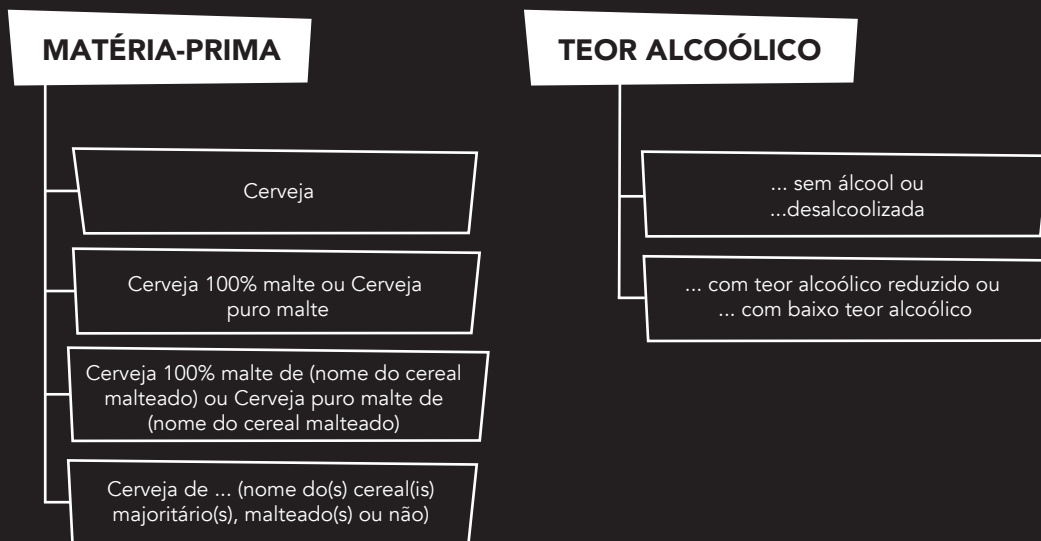 MATÉRIA-PRIMA
Cerveja
Cerveja 100% malte ou Cerveja
puro malte
Cerveja 100% malte de (nome do cereal
malteado) ou Cerveja puro malte de
(nome do cereal malteado)
Cerveja de ... (nome do(s) cereal(is)
majoritário(s), malteado(s) ou não)
TEOR ALCOÓLICO
... sem álcool ou
...desalcoolizada
... com teor alcoólico reduzido ou
... com baixo teor alcoólico